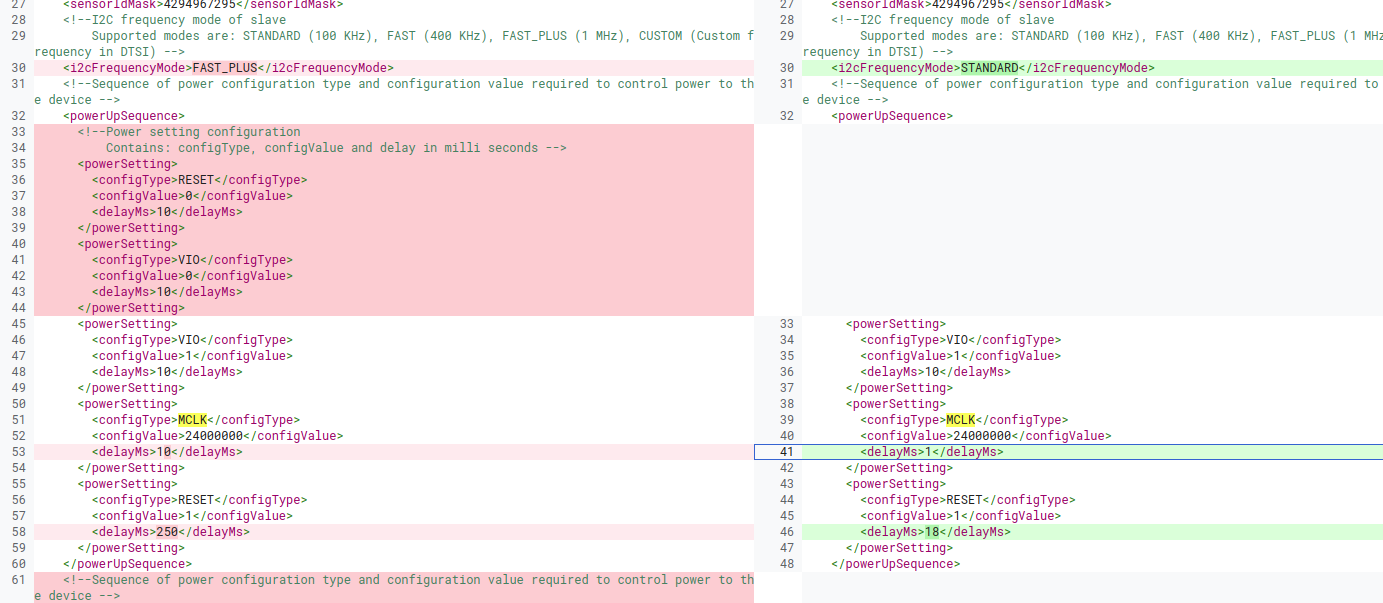 27 <sensorIdMask>4294967295</sensorIdMask>
28 <!--I2C frequency mode of slave
29 Supported modes are: STANDARD (100 KHz), FAST (400 KHz), FAST_PLUS (1 MHz), CUSTOM (Custom f
requency in DTSI) -->
30 <i2cFrequencyMode>FAST_PLUS</i2cFrequencyMode>
31 <!--Sequence of power configuration type and configuration value required to control power to th
e device -->
32 <powerUpSequence>
33 <!--Power setting configuration
34 Contains: configType, configValue and delay in milli seconds -->
35 <powerSetting>
36 <configType>RESET</configType>
37 <configValue>0</configValue>
38 <delayMs>10</delayMs>
39 </powerSetting>
40 <powerSetting>
41 <configType>VIO</configType>
42 <configValue>0</configValue>
43 <delayMs>10</delayMs>
44 </powerSetting>
45 <powerSetting>
46 <configType>VIO</configType>
47 <configValue>1</configValue>
48 <delayMs>10</delayMs>
49 </powerSetting>
50 <powerSetting>
51 <configType>MCLK</configType>
52 <configValue>24000000</configValue>
53 <delayMs>10</delayMs>
54 </powerSetting>
55 <powerSetting>
56 <configType>RESET</configType>
57 <configValue>1</configValue>
58 <delayMs>250</delayMs>
59 </powerSetting>
60 </powerUpSequence>
61 <!--Sequence of power configuration type and configuration value required to control power to th
e device -->
27 <sensorIdMask>4294967295</sensorIdMask>
28 <!--I2C frequency mode of slave
29 Supported modes are: STANDARD (100 KHz), FAST (400 KHz), FAST_PLUS (1 MHz
requency in DTSI) -->
30 <i2cFrequencyMode>STANDARD</i2cFrequencyMode>
31 <!--Sequence of power configuration type and configuration value required to
e device -->
32 <powerUpSequence>
33 <powerSetting>
34 <configType>VIO</configType>
35 <configValue>1</configValue>
36 <delayMs>10</delayMs>
37 </powerSetting>
38 <powerSetting>
39 <configType>MCLK</configType>
40 <configValue>24000000</configValue>
41 <delayMs>1</delayMs>
42 </powerSetting>
43 <powerSetting>
44 <configType>RESET</configType>
45 <configValue>1</configValue>
46 <delayMs>18</delayMs>
47 </powerSetting>
48 </powerUpSequence>